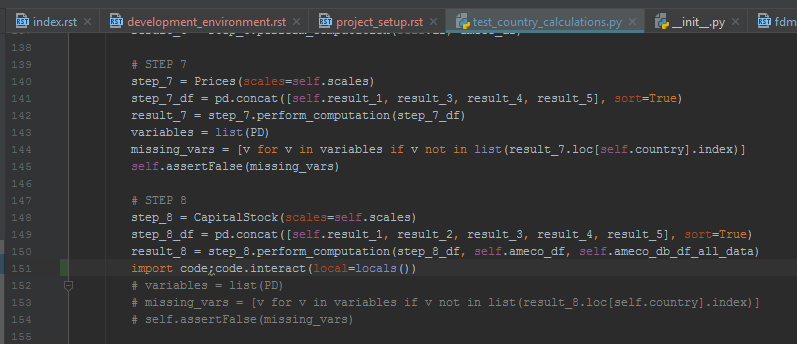 index.rst × development_environment.rst × project_setup.rst × test_country_calculations.py × __init__.py × fdm
138
139 # STEP 7
140 step_7 = Prices(scales=self.scales)
141 step_7_df = pd.concat([self.result_1, result_3, result_4, result_5], sort=True)
142 result_7 = step_7.perform_computation(step_7_df)
143 variables = list(PD)
144 missing_vars = [v for v in variables if v not in list(result_7.loc[self.country].index)]
145 self.assertFalse(missing_vars)
146
147 # STEP 8
148 step_8 = CapitalStock(scales=self.scales)
149 step_8_df = pd.concat([self.result_1, result_2, result_3, result_4, result_5], sort=True)
150 result_8 = step_8.perform_computation(step_8_df, self.ameco_df, self.ameco_db_df_all_data)
151 import code;code.interact(local=locals())
152 # variables = list(PD)
153 # missing_vars = [v for v in variables if v not in list(result_8.loc[self.country].index)]
154 # self.assertFalse(missing_vars)
155